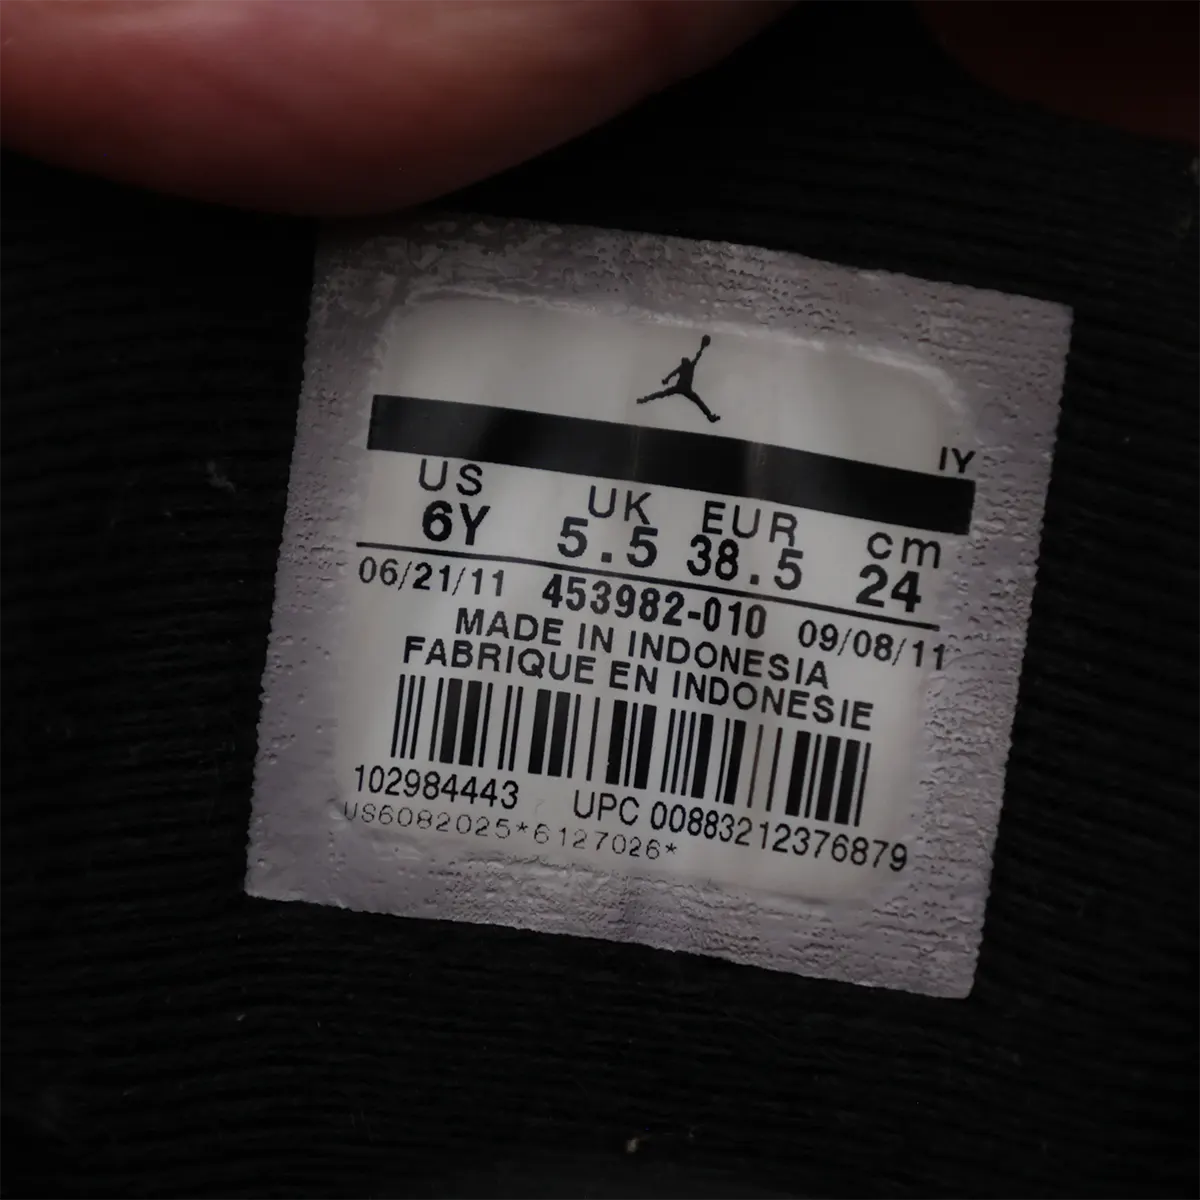 IY
US UK EUR cm
6Y 5.5 38.5 24
06/21/11 453982-010 09/08/11
MADE IN INDONESIA
FABRIQUE EN INDONESIE
102984443 UPC 00883212376879
US6082025*6127026*